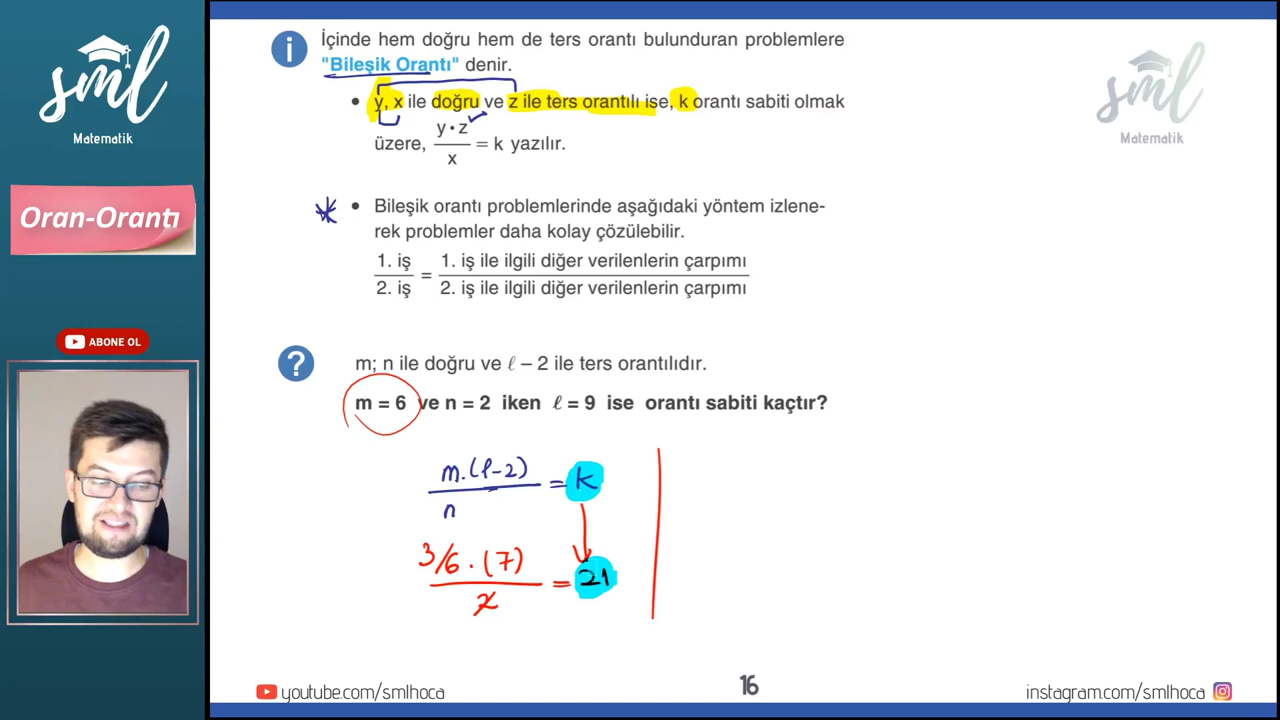 sml
Matematik
Oran-Orantı
ABONE OL
i
İçinde hem doğru hem de ters orantı bulunduran problemlere
"Bileşik Orantı" denir.
• y, x ile doğru ve z ile ters orantılı ise, k orantı sabiti olmak
üzere, y · z / x = k yazılır.
• Bileşik orantı problemlerinde aşağıdaki yöntem izlene-
rek problemler daha kolay çözülebilir.
1. iş / 2. iş = 1. iş ile ilgili diğer verilenlerin çarpımı / 2. iş ile ilgili diğer verilenlerin çarpımı
?
m; n ile doğru ve ℓ – 2 ile ters orantılıdır.
m = 6 ve n = 2 iken ℓ = 9 ise orantı sabiti kaçtır?
m.(ℓ-2) / n = k
3 6 . (7) / 2 = 21
sml
Matematik
youtube.com/smlhoca
16
instagram.com/smlhoca